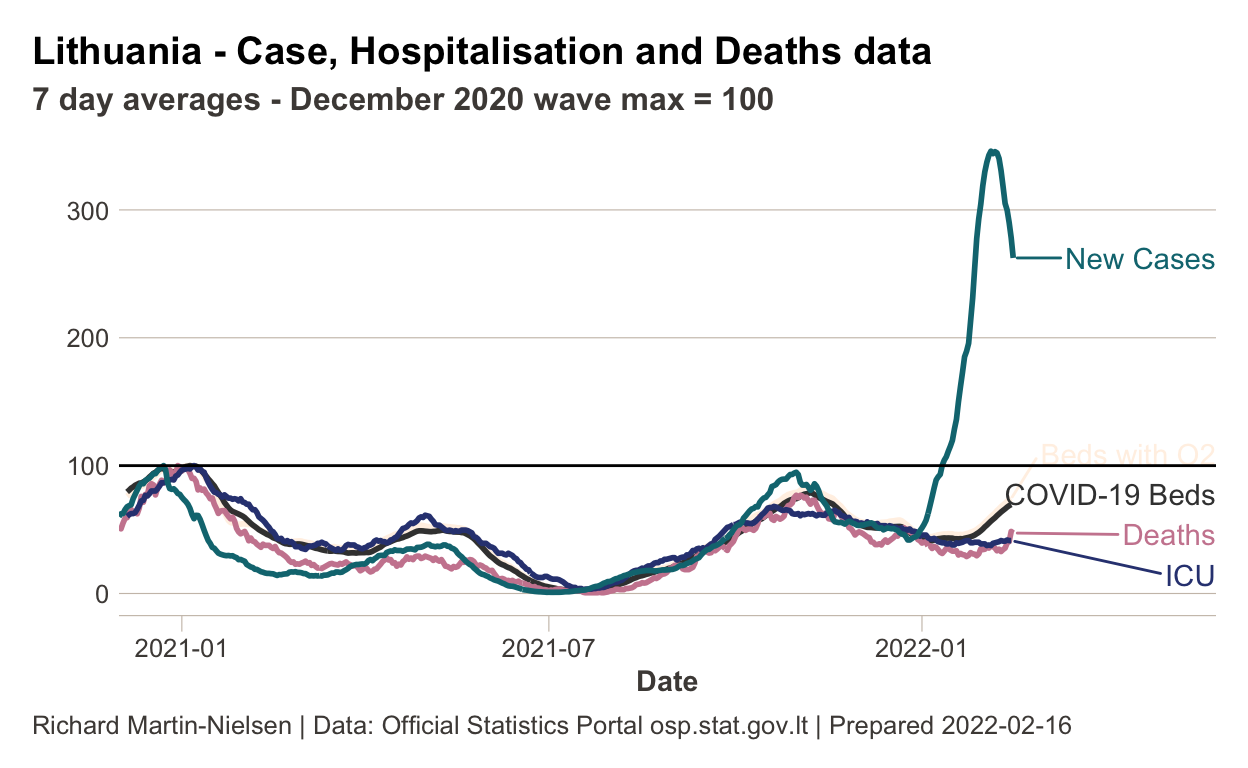 Lithuania - Case, Hospitalisation and Deaths data
7 day averages - December 2020 wave max = 100
300
New Cases
200
Beds with O2
100
COVID-19 Beds
Deaths
ICU
0
2021-01
2021-07
2022-01
Date
Richard Martin-Nielsen | Data: Official Statistics Portal osp.stat.gov.lt | Prepared 2022-02-16